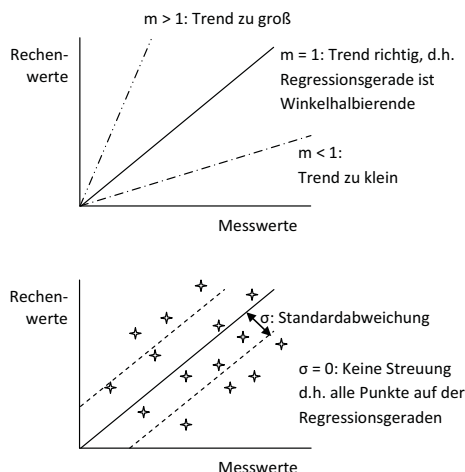 m > 1: Trend zu groß
Rechen-
werte
m = 1: Trend richtig, d.h.
Regressionsgerade ist
Winkelhalbierende
m < 1:
Trend zu klein
Messwerte
Rechen-
werte
σ: Standardabweichung
σ = 0: Keine Streuung
d.h. alle Punkte auf der
Regressionsgeraden
Messwerte